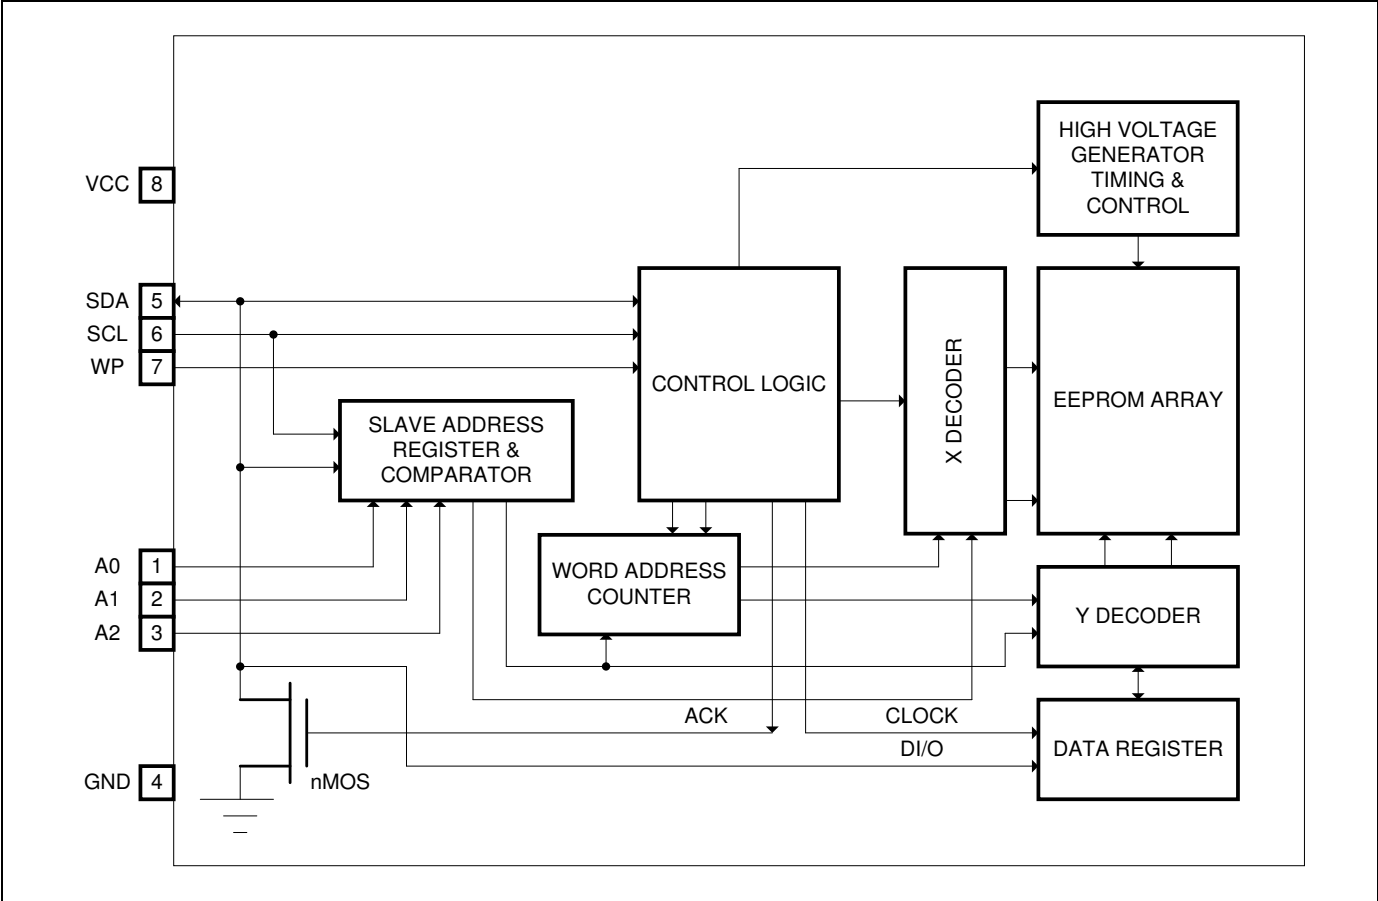 HIGH VOLTAGE
GENERATOR
TIMING &
CONTROL
VCC 8
SDA 5
SCL 6
WP 7
CONTROL LOGIC
X DECODER
EEPROM ARRAY
SLAVE ADDRESS
REGISTER &
COMPARATOR
A0 1
A1 2
A2 3
WORD ADDRESS
COUNTER
Y DECODER
ACK
CLOCK
DI/O
DATA REGISTER
GND 4
nMOS